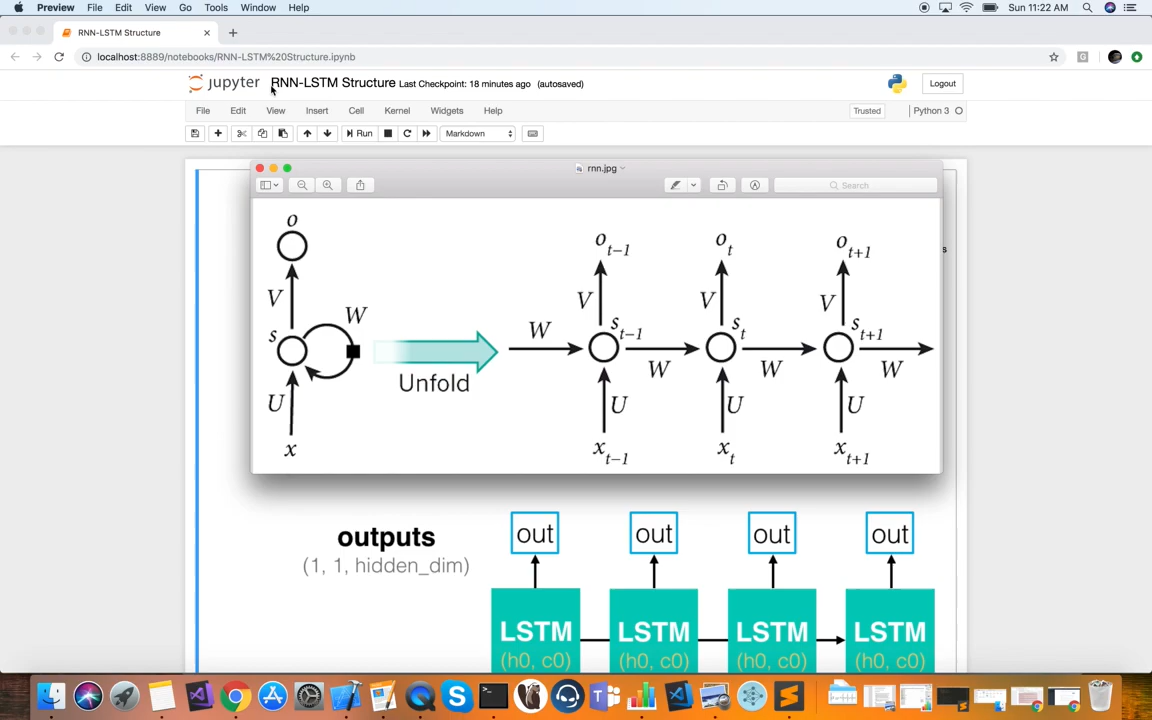 Preview File Edit View Go Tools Window Help Sun 11:22 AM
RNN-LSTM Structure
localhost:8889/notebooks/RNN-LSTM%20Structure.ipynb
jupyter RNN-LSTM Structure Last Checkpoint: 18 minutes ago (autosaved) Logout
File Edit View Insert Cell Kernel Widgets Help Trusted Python 3
Run Markdown
rnn.jpg
Search
o
V
W
s
U
x
Unfold
o t-1 o t o t+1
V V V
W s t-1 s t s t+1
W W W
U U U
x t-1 x t x t+1
s
outputs out out out out
(1, 1, hidden_dim)
LSTM LSTM LSTM LSTM
(h0, c0) (h0, c0) (h0, c0) (h0, c0)